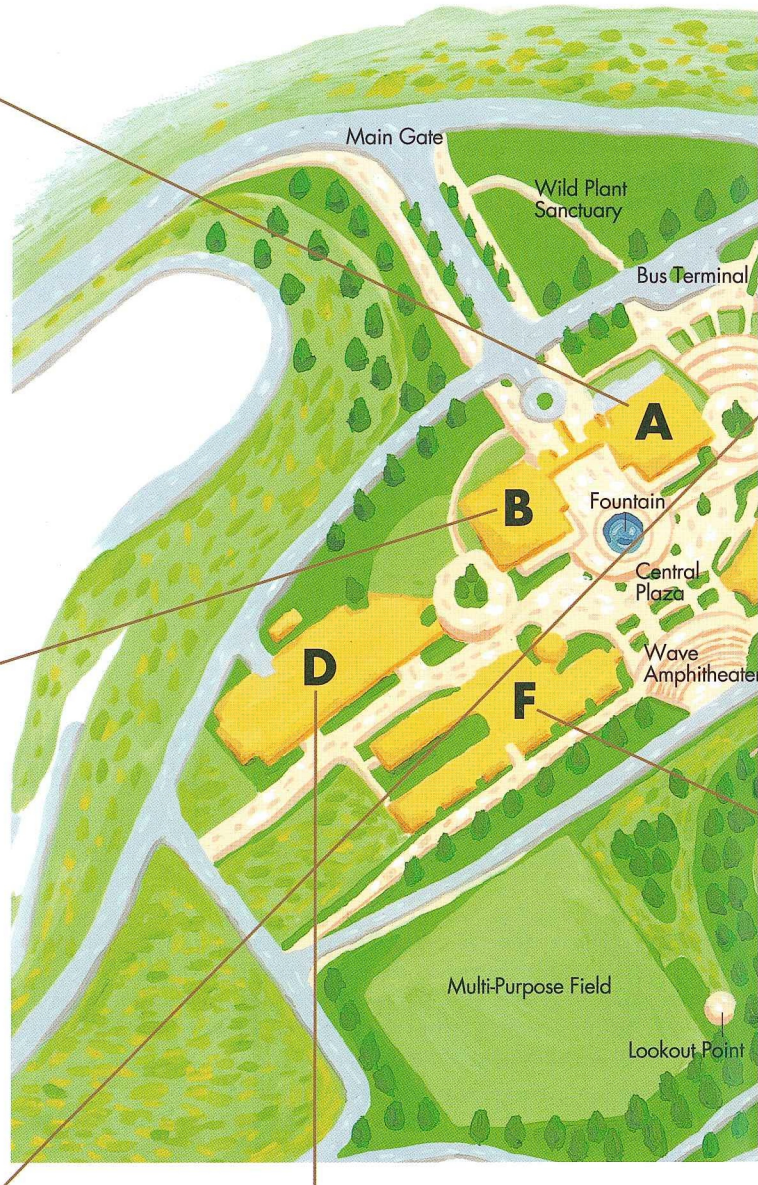 Main Gate
Wild Plant
Sanctuary
Bus Terminal
A
B
Fountain
Central
Plaza
Wave
Amphitheater
D
F
Multi-Purpose Field
Lookout Point